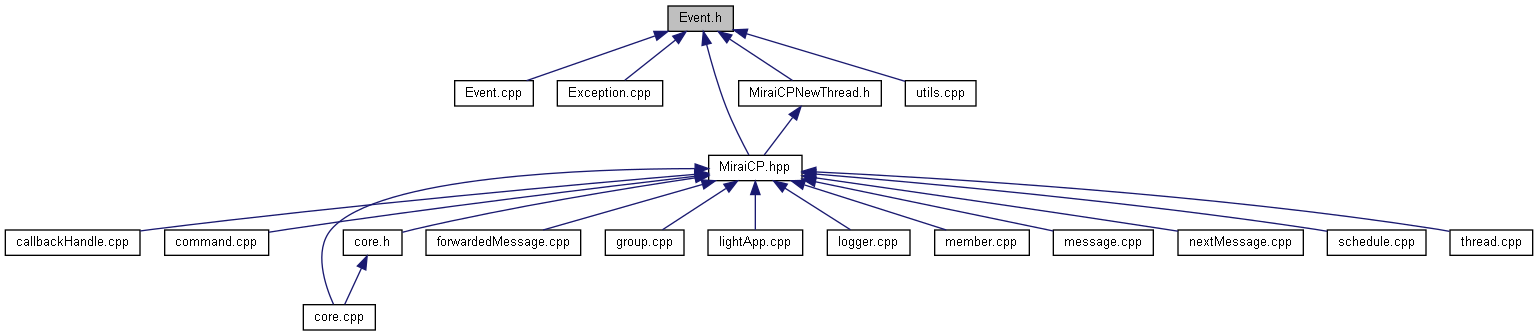 Event.h
Event.cpp
Exception.cpp
MiraiCPNewThread.h
utils.cpp
MiraiCP.hpp
callbackHandle.cpp
command.cpp
core.h
forwardedMessage.cpp
group.cpp
lightApp.cpp
logger.cpp
member.cpp
message.cpp
nextMessage.cpp
schedule.cpp
thread.cpp
core.cpp